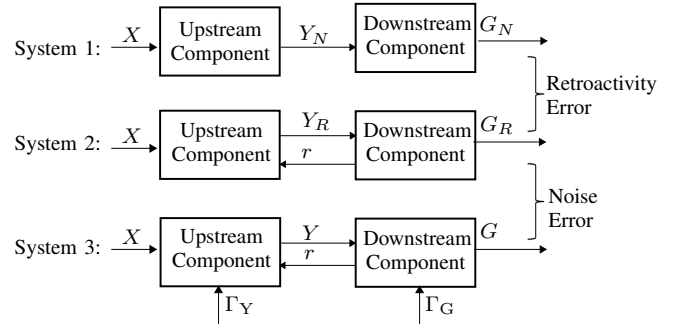 System 1: X Upstream Component Y_N Downstream Component G_N
Retroactivity Error
System 2: X Upstream Component Y_R r Downstream Component G_R
Noise Error
System 3: X Upstream Component Y r Downstream Component G
Γ_Y Γ_G